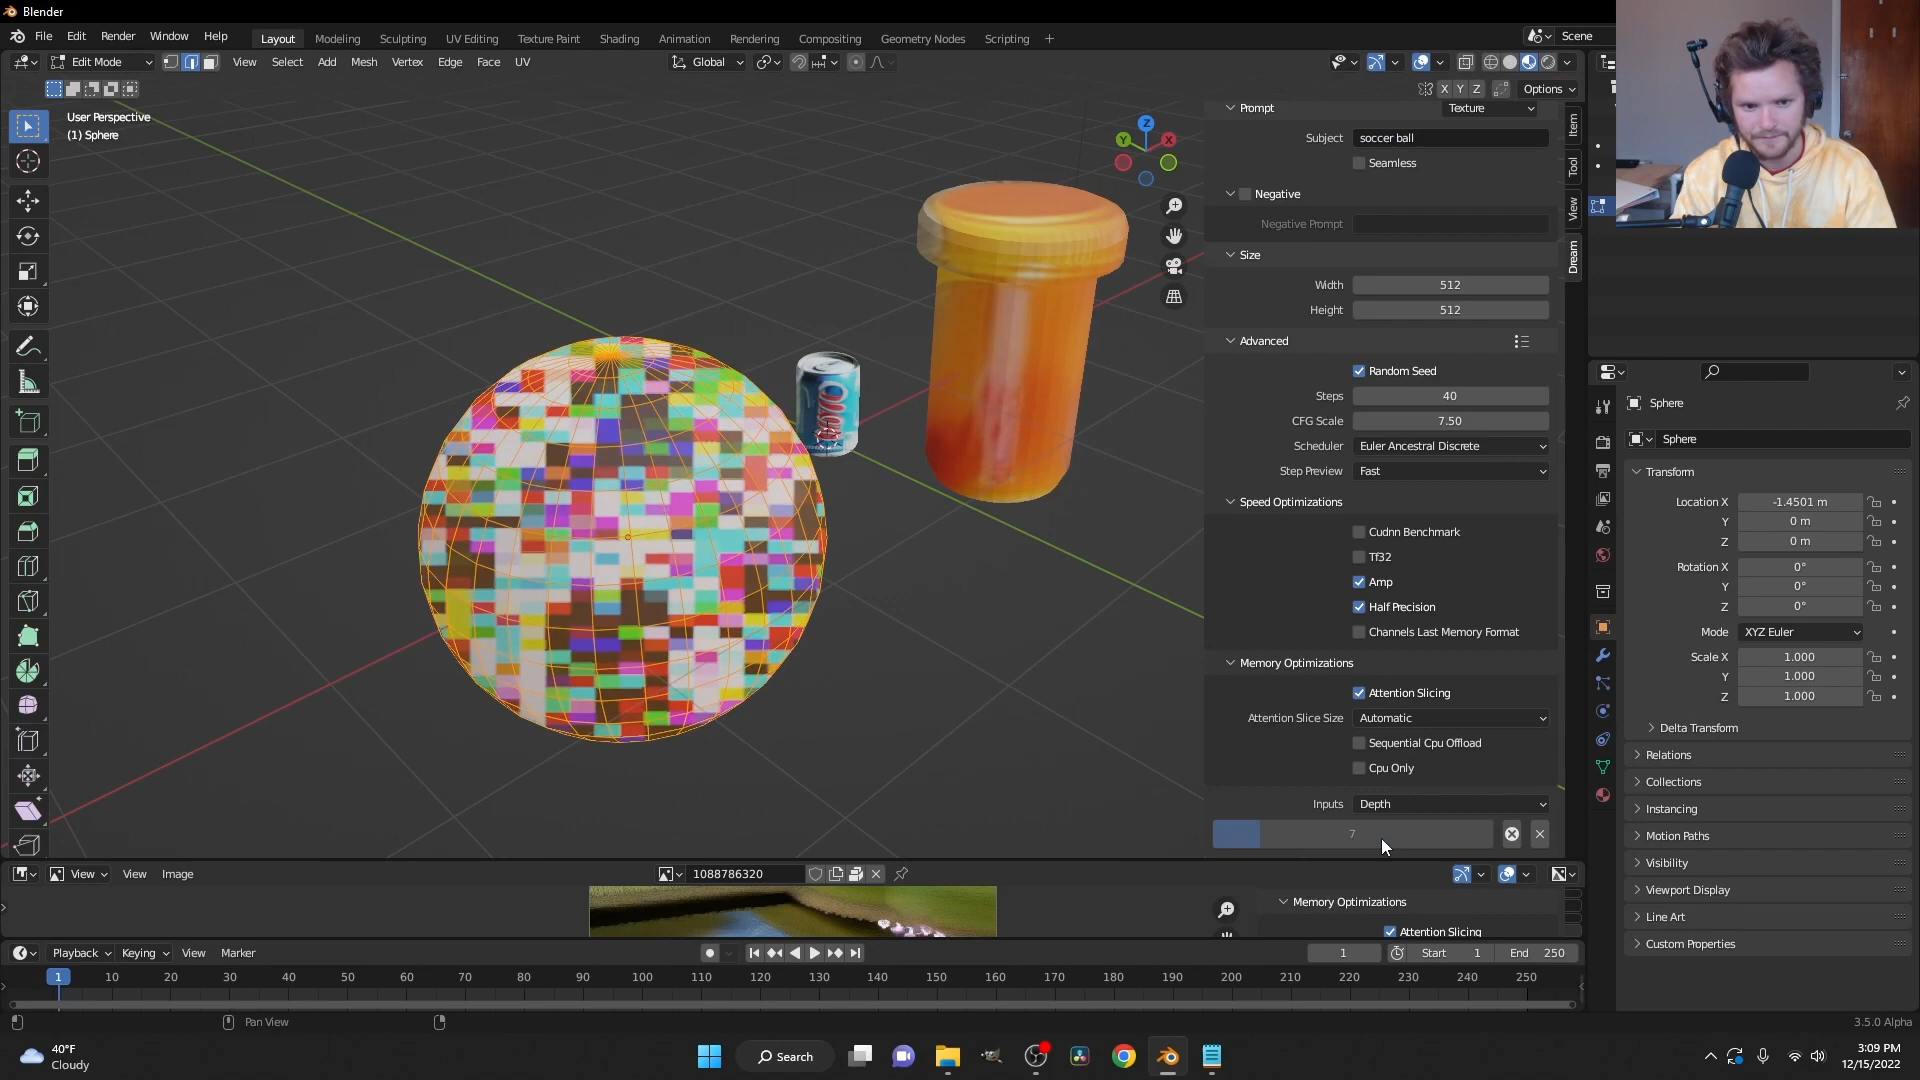 Blender
File Edit Render Window Help
Layout Modeling Sculpting UV Editing Texture Paint Shading Animation Rendering Compositing Geometry Nodes Scripting +
Scene
Edit Mode View Select Add Mesh Vertex Edge Face UV
Global
X Y Z Options
User Perspective
(1) Sphere
Z
Y
X
Item
Tool
View
Dream
Prompt Texture
Subject soccer ball
Seamless
Negative
Negative Prompt
Size
Width 512
Height 512
Advanced
Random Seed
Steps 40
CFG Scale 7.50
Scheduler Euler Ancestral Discrete
Step Preview Fast
Speed Optimizations
Cudnn Benchmark
Tf32
Amp
Half Precision
Channels Last Memory Format
Memory Optimizations
Attention Slicing
Attention Slice Size Automatic
Sequential Cpu Offload
Cpu Only
Inputs Depth
7
Sphere
Sphere
Transform
Location X -1.4501 m
Y 0 m
Z 0 m
Rotation X 0°
Y 0°
Z 0°
Mode XYZ Euler
Scale X 1.000
Y 1.000
Z 1.000
Delta Transform
Relations
Collections
Instancing
Motion Paths
Visibility
Viewport Display
Line Art
Custom Properties
View View Image 1088786320
Memory Optimizations
Attention Slicing
Playback Keying View Marker
1 Start 1 End 250
1 10 20 30 40 50 60 70 80 90 100 110 120 130 140 150 160 170 180 190 200 210 220 230 240 250
Pan View
3.5.0 Alpha
40°F
Cloudy
Search
3:09 PM
12/15/2022